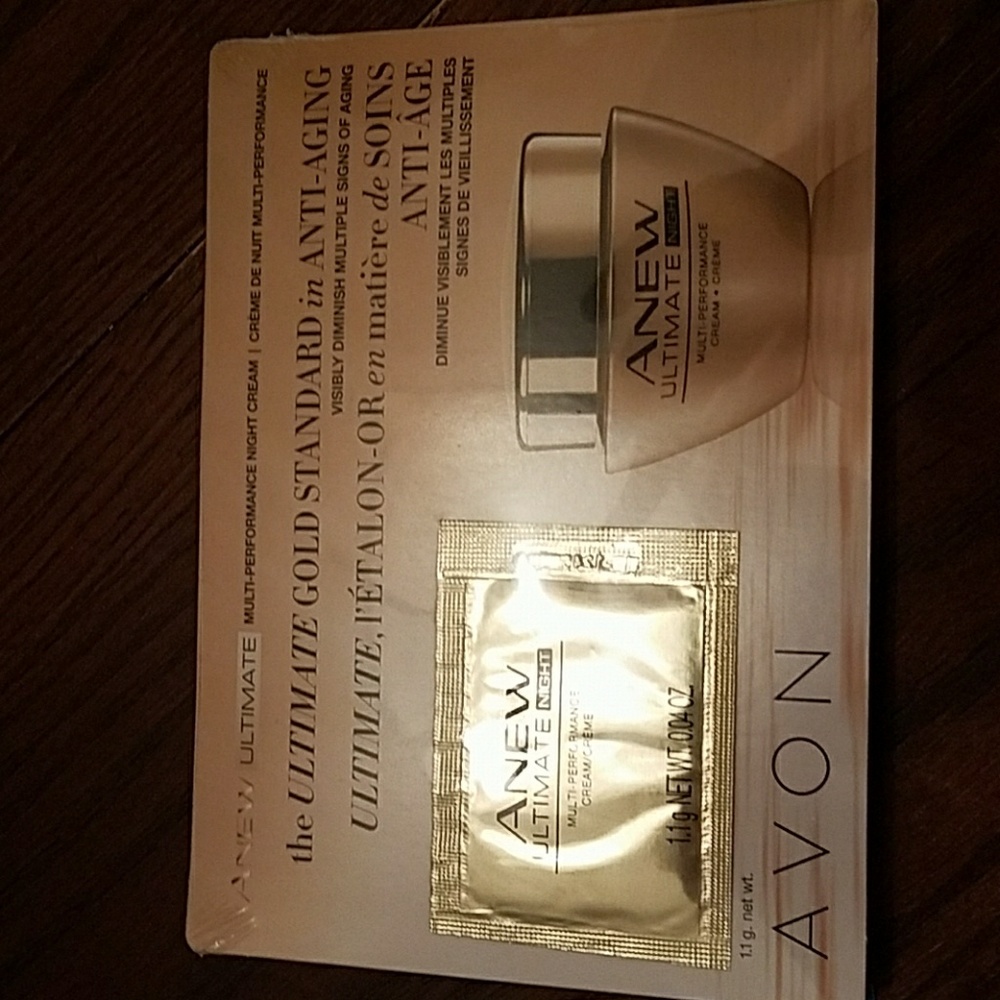 ANEW ULTIMATE MULTI-PERFORMANCE NIGHT CREAM | CRÈME DE NUIT MULTI-PERFORMANCE
the ULTIMATE GOLD STANDARD in ANTI-AGING
VISIBLY DIMINISH MULTIPLE SIGNS OF AGING
ULTIMATE, l'ÉTALON-OR en matière de SOINS
ANTI-ÂGE
DIMINUE VISIBLEMENT LES MULTIPLES
SIGNES DE VIEILLISSEMENT
ANEW
ULTIMATE NIGHT
MULTI-PERFORMANCE
CREAM/CRÈME
1.1g NET WT. 0.04 OZ.
ANEW
ULTIMATE NIGHT
MULTI-PERFORMANCE
CREAM • CRÈME
1.1 g. net wt.
AVON